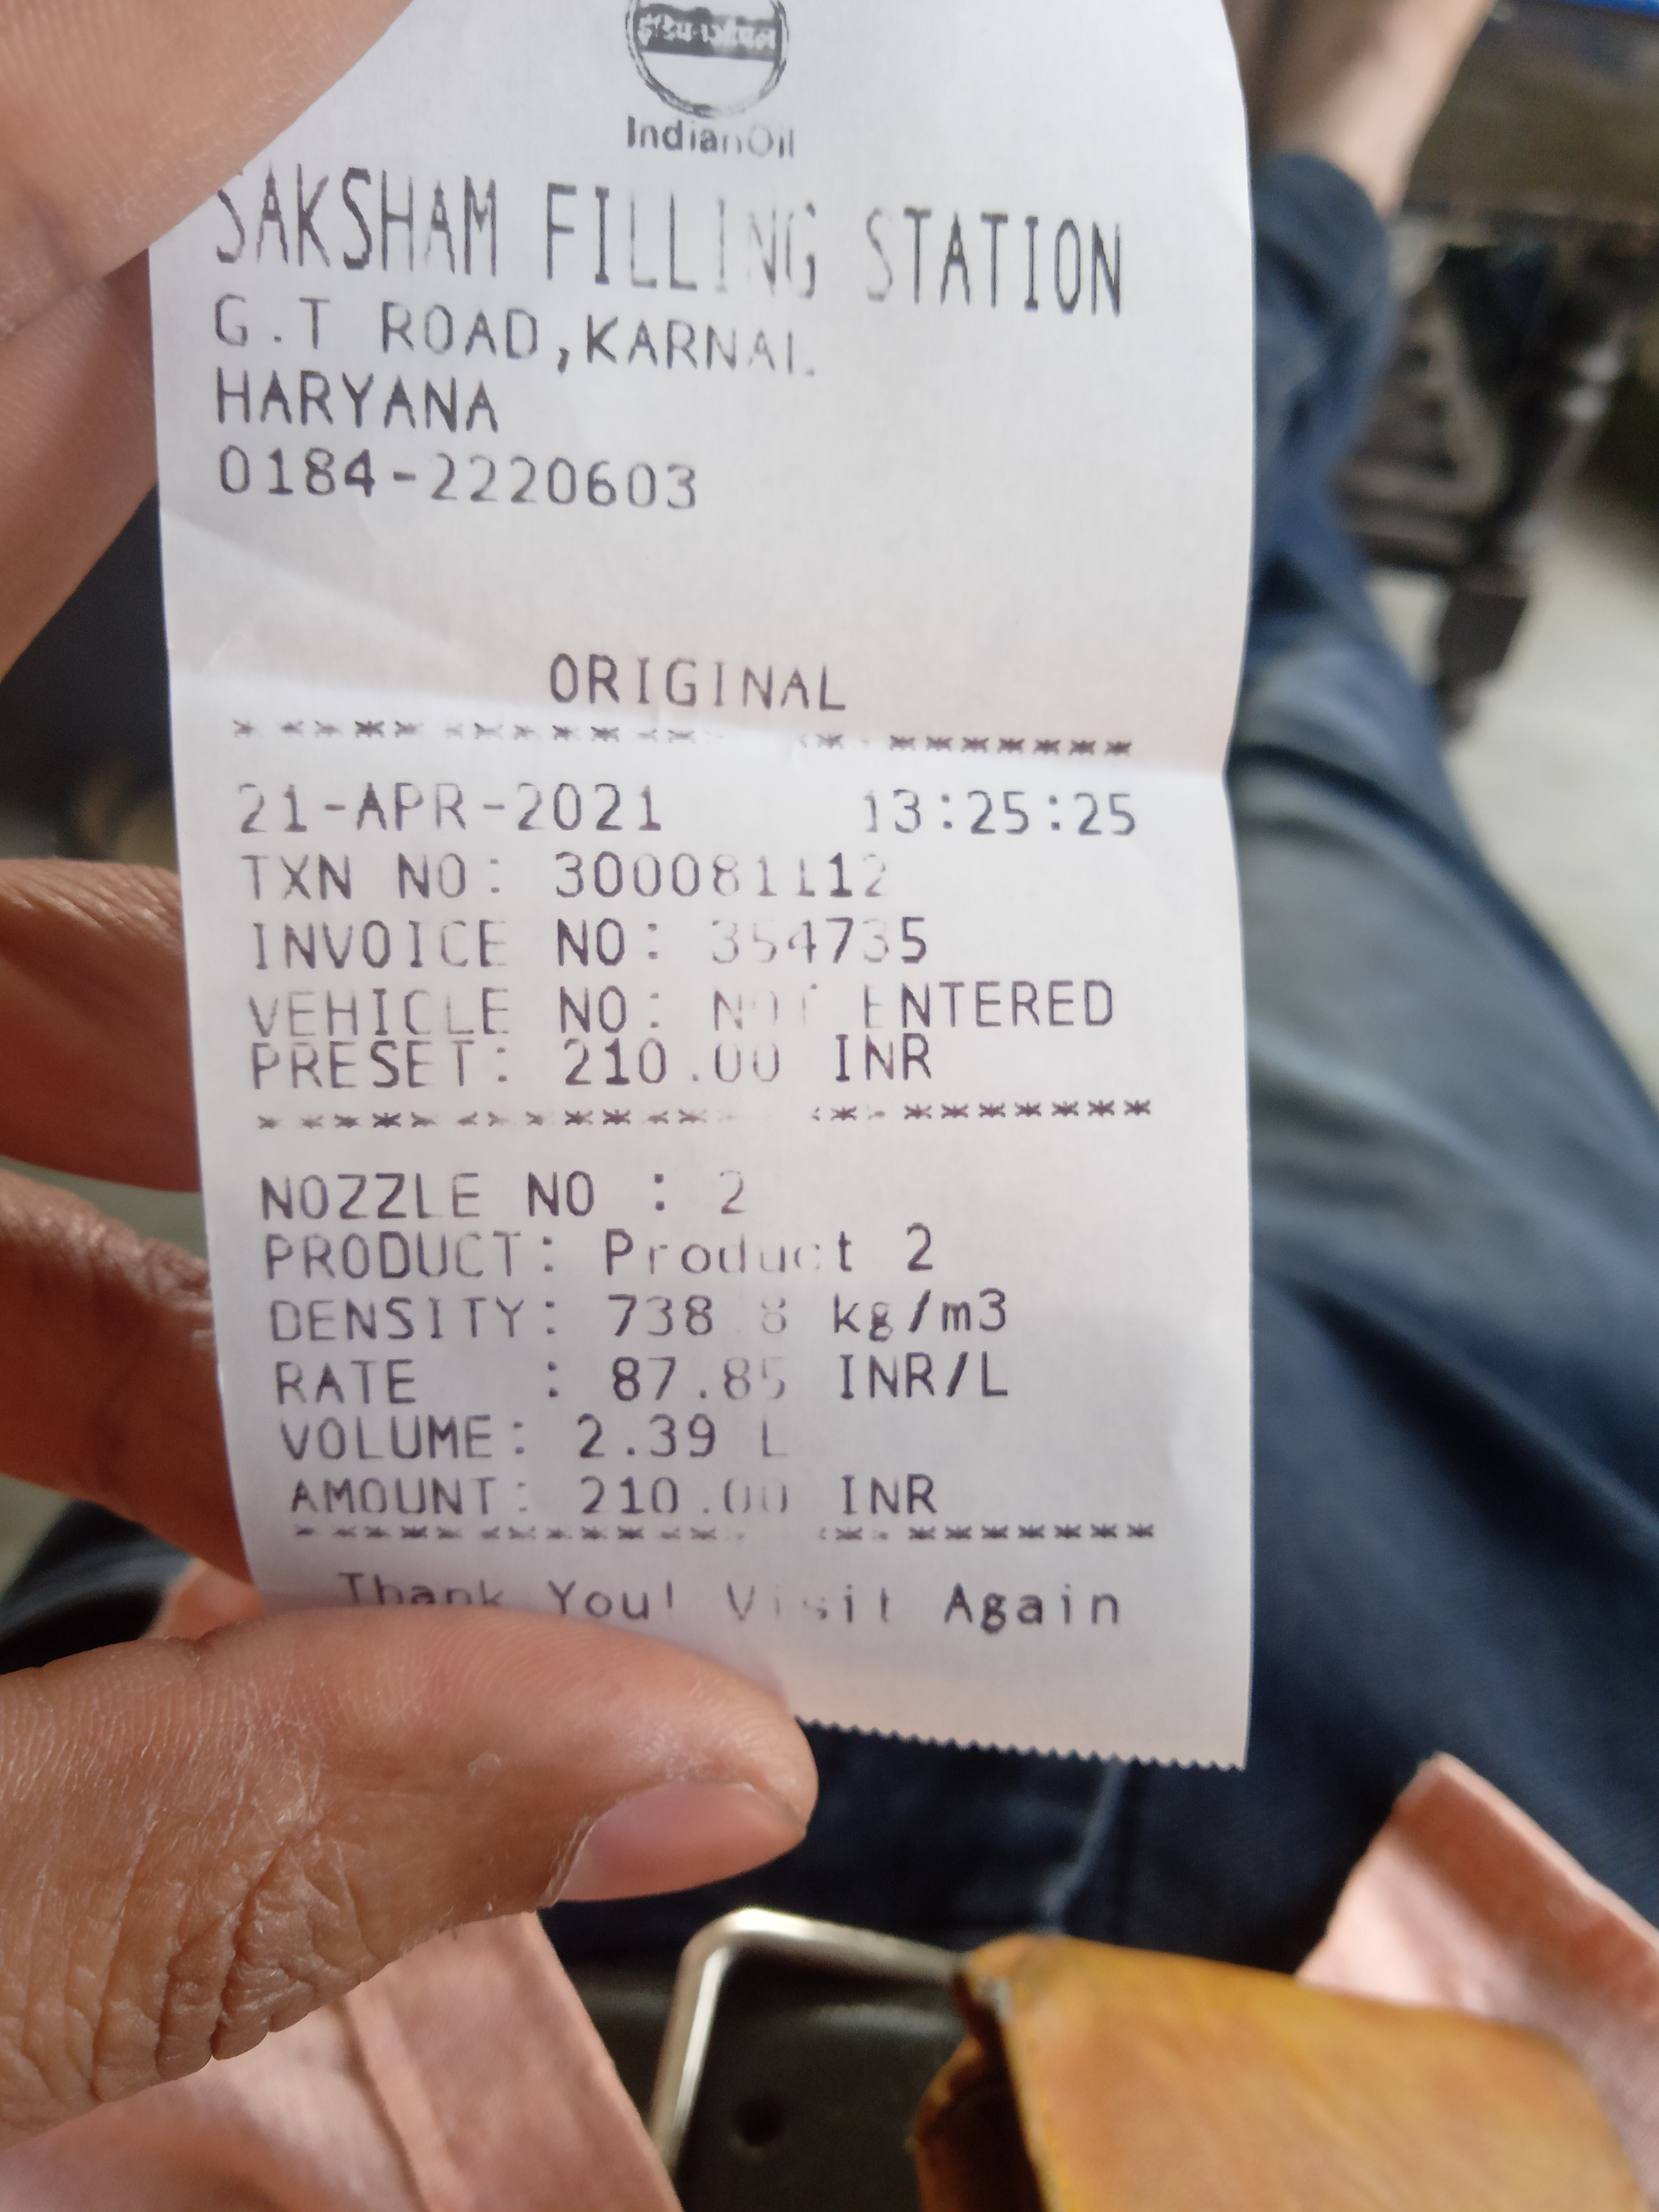 इंडियनऑयल
IndianOil
SAKSHAM FILLING STATION
G.T ROAD,KARNAL
HARYANA
0184-2220603
ORIGINAL
21-APR-2021 13:25:25
TXN NO: 300081112
INVOICE NO: 354735
VEHICLE NO: NOT ENTERED
PRESET: 210.00 INR
NOZZLE NO : 2
PRODUCT: Product 2
DENSITY: 738.8 kg/m3
RATE : 87.85 INR/L
VOLUME: 2.39 L
AMOUNT: 210.00 INR
Thank You! Visit Again